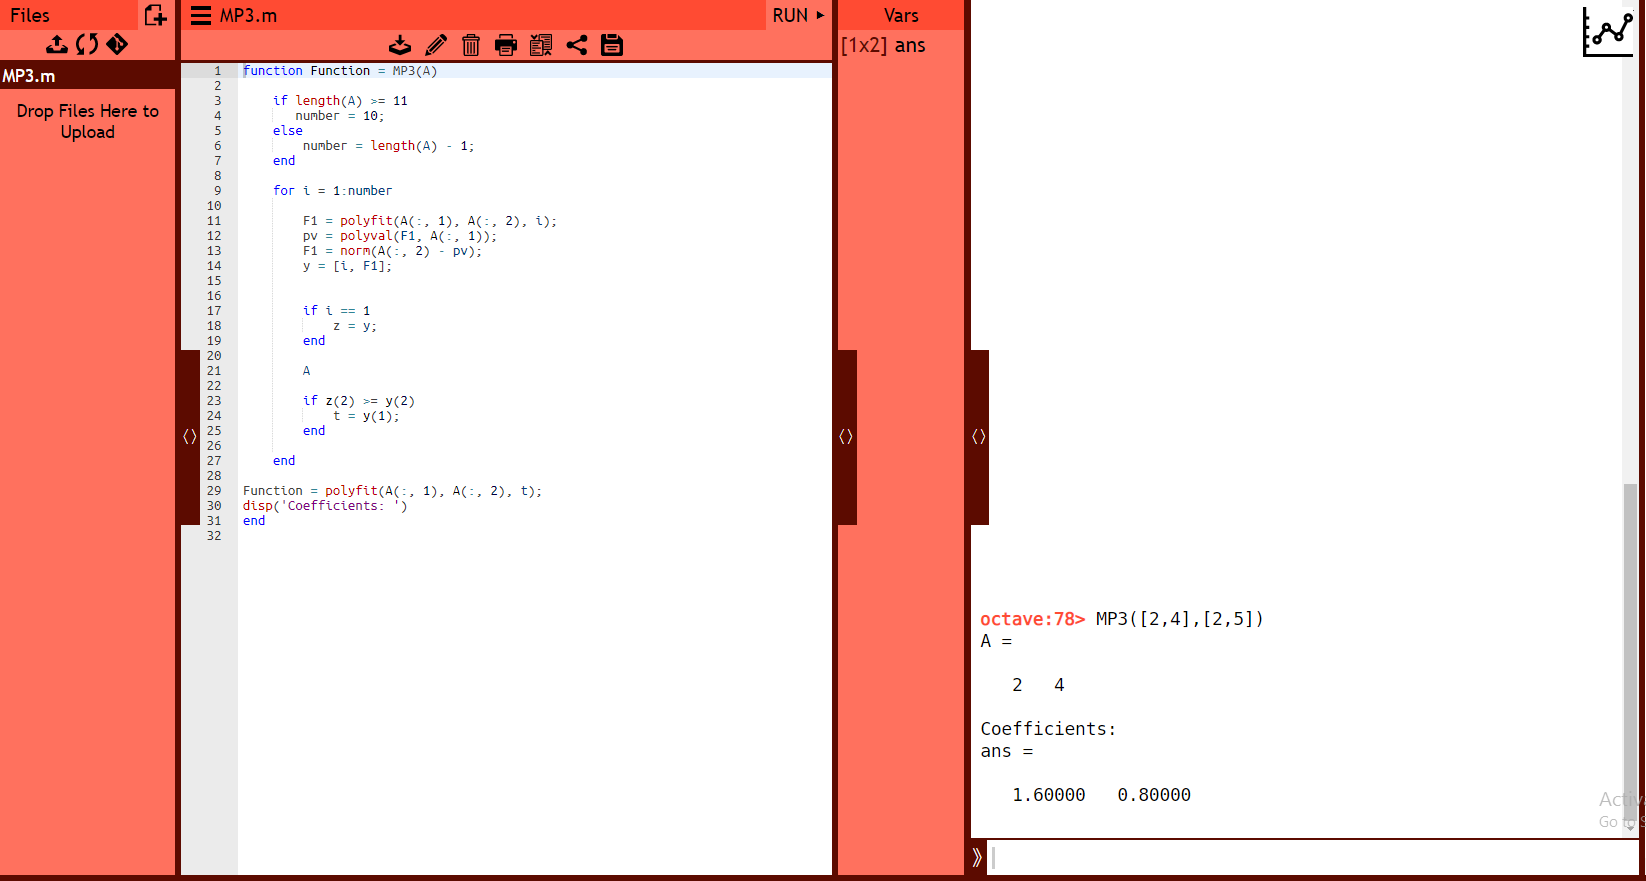 Files
MP3.m
Drop Files Here to
Upload
MP3.m
RUN ▸
1 function Function = MP3(A)
2
3 if length(A) >= 11
4 number = 10;
5 else
6 number = length(A) - 1;
7 end
8
9 for i = 1:number
10
11 F1 = polyfit(A(:, 1), A(:, 2), i);
12 pv = polyval(F1, A(:, 1));
13 F1 = norm(A(:, 2) - pv);
14 y = [i, F1];
15
16
17 if i == 1
18 z = y;
19 end
20
21 A
22
23 if z(2) >= y(2)
24 t = y(1);
25 end
26
27 end
28
29 Function = polyfit(A(:, 1), A(:, 2), t);
30 disp('Coefficients: ')
31 end
32
Vars
[1x2] ans
octave:78> MP3([2,4],[2,5])
A =
2 4
Coefficients:
ans =
1.60000 0.80000
Go to S